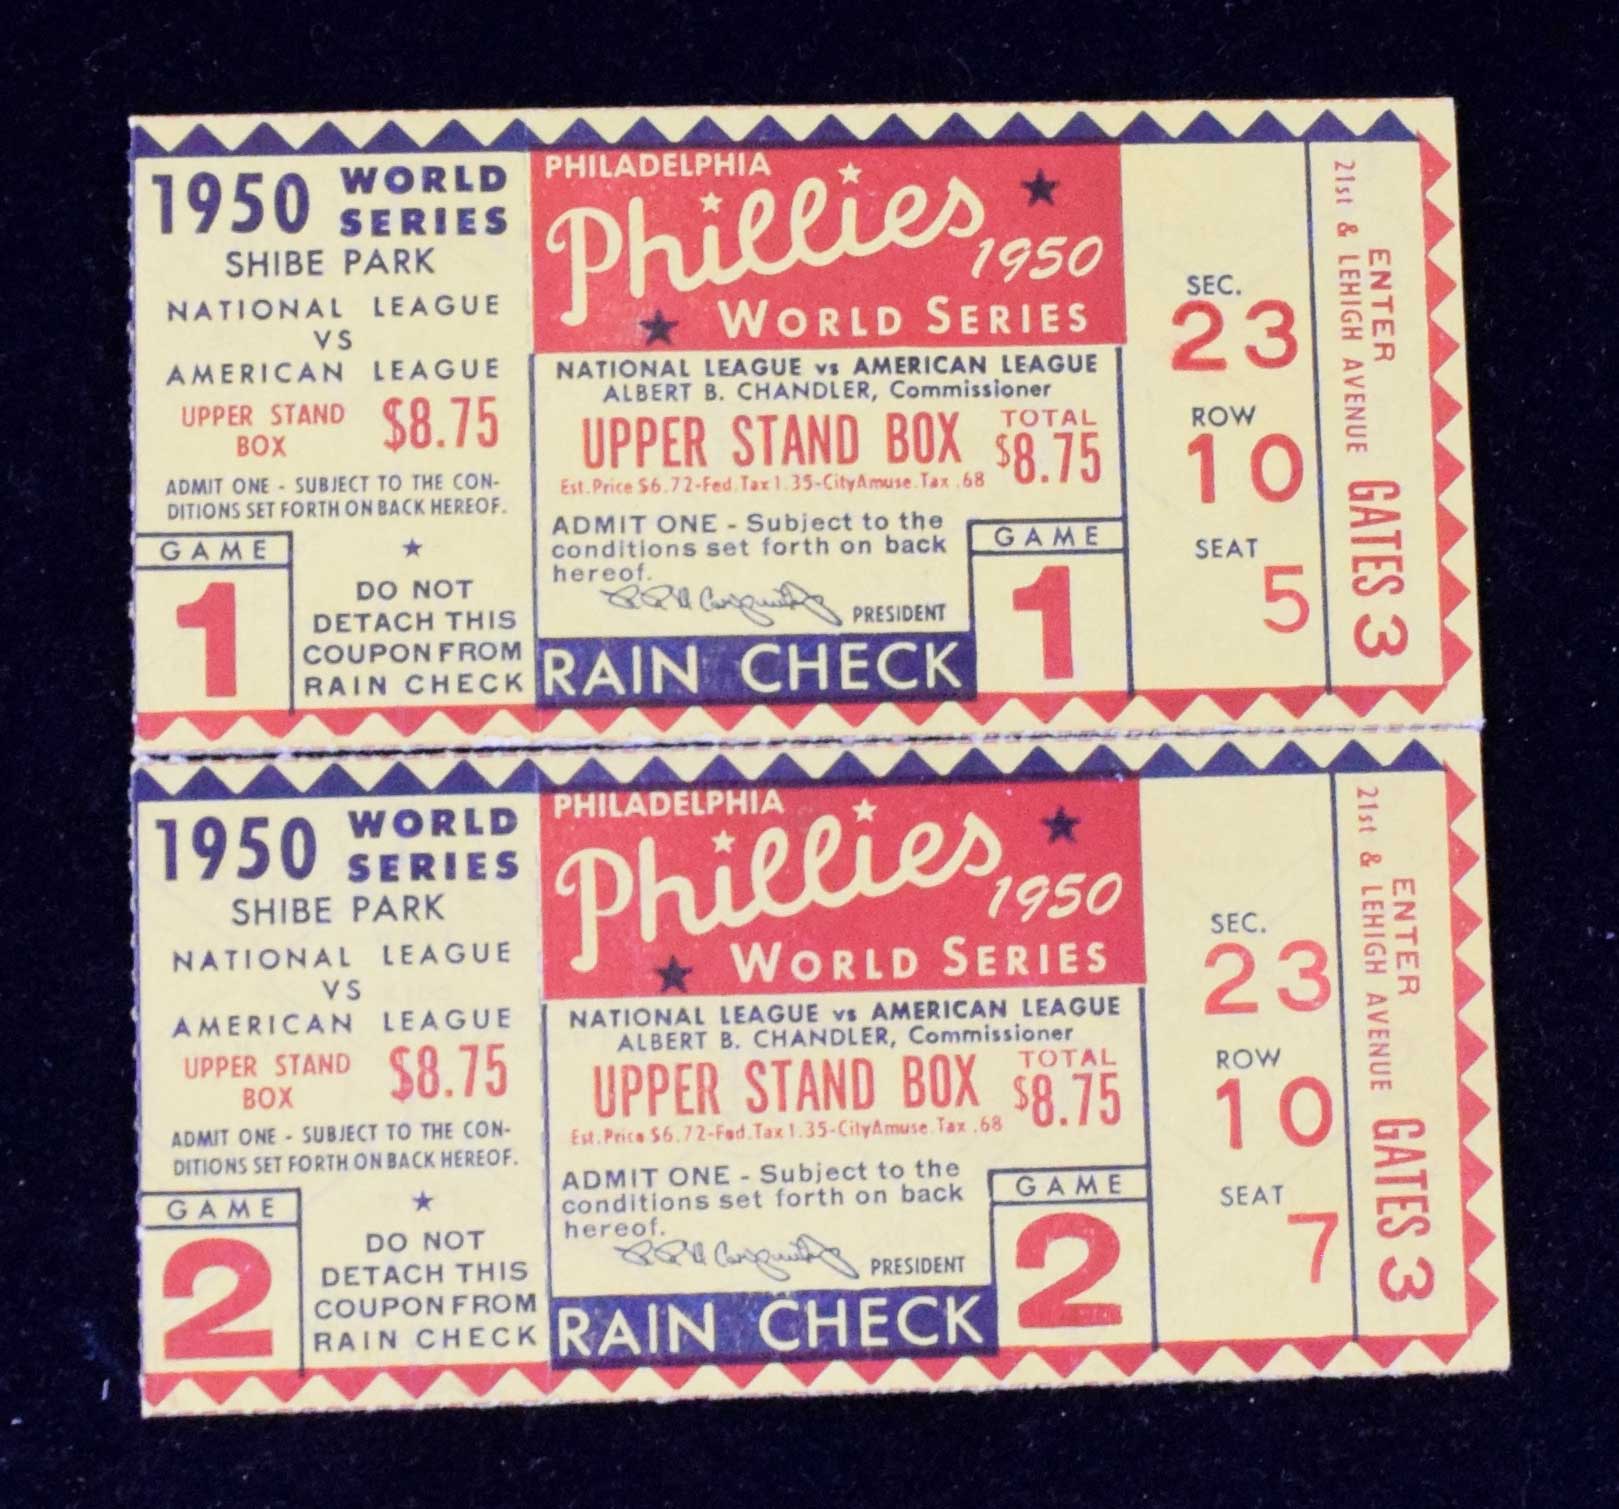 1950 WORLD SERIES
SHIBE PARK
NATIONAL LEAGUE
VS
AMERICAN LEAGUE
UPPER STAND BOX $8.75
ADMIT ONE - SUBJECT TO THE CON-
DITIONS SET FORTH ON BACK HEREOF.
GAME
1
DO NOT
DETACH THIS
COUPON FROM
RAIN CHECK
PHILADELPHIA
Phillies
1950
WORLD SERIES
NATIONAL LEAGUE vs AMERICAN LEAGUE
ALBERT B. CHANDLER, Commissioner
UPPER STAND BOX TOTAL $8.75
Est. Price $6.72-Fed. Tax 1.35-City Amuse. Tax .68
ADMIT ONE - Subject to the
conditions set forth on back
hereof.
PRESIDENT
RAIN CHECK
GAME
1
SEC.
23
ROW
10
SEAT
5
ENTER
21st & LEHIGH AVENUE
GATES 3
1950 WORLD SERIES
SHIBE PARK
NATIONAL LEAGUE
VS
AMERICAN LEAGUE
UPPER STAND BOX $8.75
ADMIT ONE - SUBJECT TO THE CON-
DITIONS SET FORTH ON BACK HEREOF.
GAME
2
DO NOT
DETACH THIS
COUPON FROM
RAIN CHECK
PHILADELPHIA
Phillies
1950
WORLD SERIES
NATIONAL LEAGUE vs AMERICAN LEAGUE
ALBERT B. CHANDLER, Commissioner
UPPER STAND BOX TOTAL $8.75
Est. Price $6.72-Fed. Tax 1.35-City Amuse. Tax .68
ADMIT ONE - Subject to the
conditions set forth on back
hereof.
PRESIDENT
RAIN CHECK
GAME
2
SEC.
23
ROW
10
SEAT
7
ENTER
21st & LEHIGH AVENUE
GATES 3